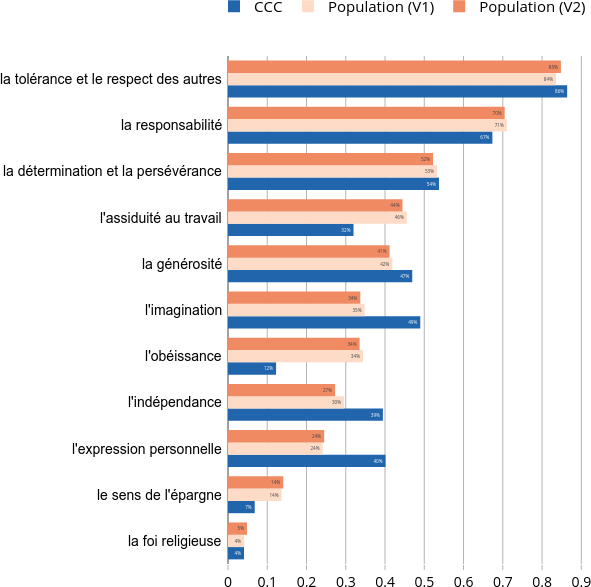 CCC Population (V1) Population (V2)
la tolérance et le respect des autres
85%
84%
86%
la responsabilité
70%
71%
67%
la détermination et la persévérance
52%
53%
54%
l'assiduité au travail
44%
46%
32%
la générosité
41%
42%
47%
l'imagination
34%
35%
49%
l'obéissance
34%
34%
12%
l'indépendance
27%
30%
39%
l'expression personnelle
24%
24%
40%
le sens de l'épargne
14%
14%
7%
la foi religieuse
5%
4%
4%
0 0.1 0.2 0.3 0.4 0.5 0.6 0.7 0.8 0.9